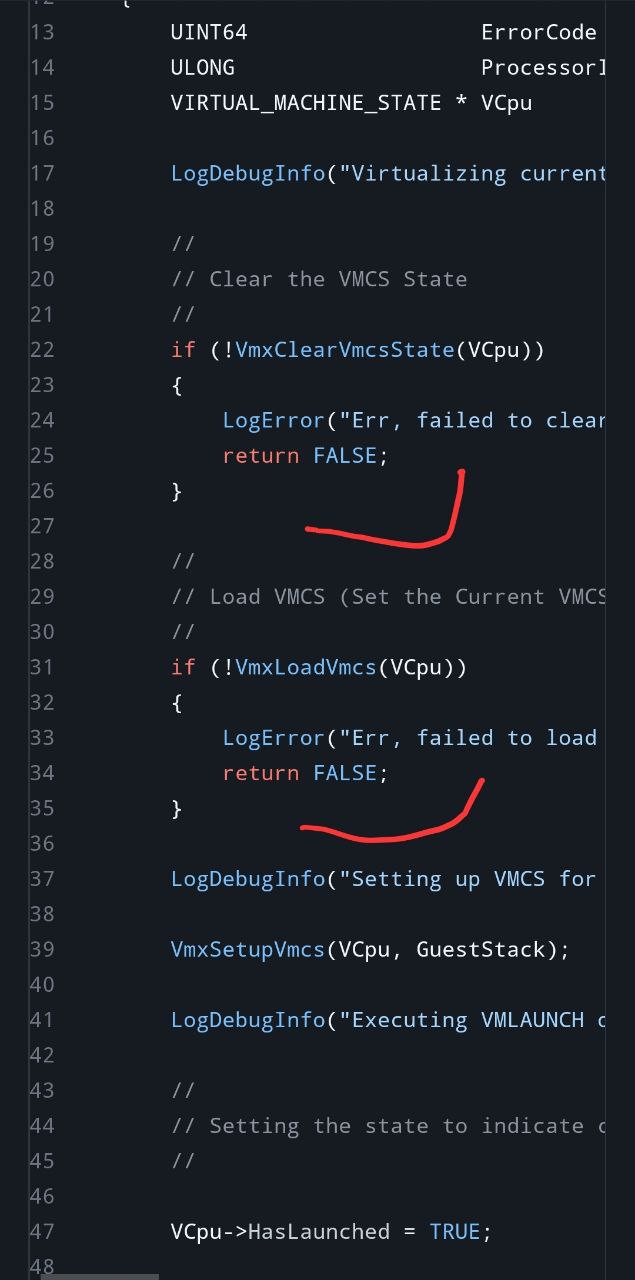 13 UINT64 ErrorCode
14 ULONG
15 VIRTUAL_MACHINE_STATE * VCpu
16
17 LogDebugInfo("Virtualizing current
18
19 //
20 // Clear the VMCS State
21 //
22 if (!VmxClearVmcsState(VCpu))
23 {
24 LogError("Err, failed to clear
25 return FALSE;
26 }
27
28 //
29 // Load VMCS (Set the Current VMCS
30 //
31 if (!VmxLoadVmcs(VCpu))
32 {
33 LogError("Err, failed to load
34 return FALSE;
35 }
36
37 LogDebugInfo("Setting up VMCS for
38
39 VmxSetupVmcs(VCpu, GuestStack);
40
41 LogDebugInfo("Executing VMLAUNCH
42
43 //
44 // Setting the state to indicate
45 //
46
47 VCpu->HasLaunched = TRUE;
48